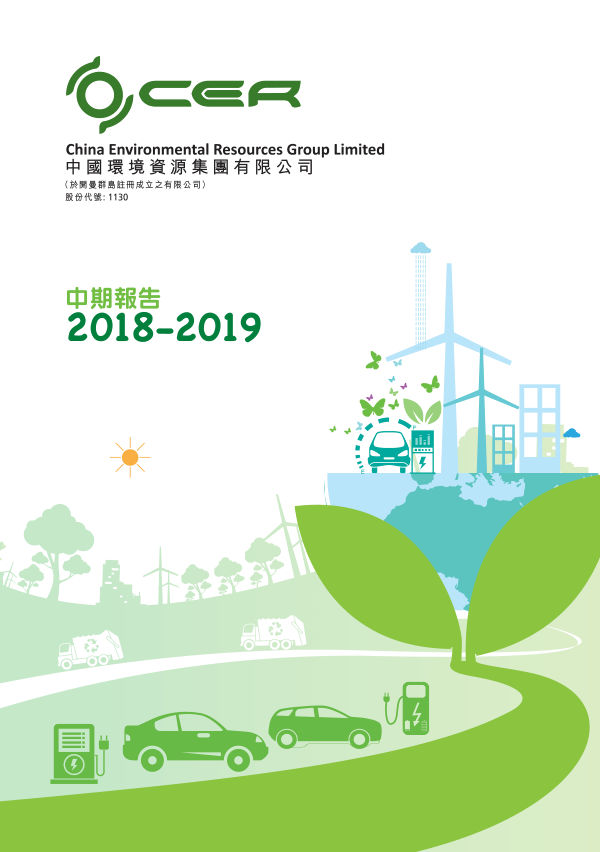 CER
China Environmental Resources Group Limited
中國環境資源集團有限公司
(於開曼群島註冊成立之有限公司)
股份代號: 1130
中期報告
2018-2019